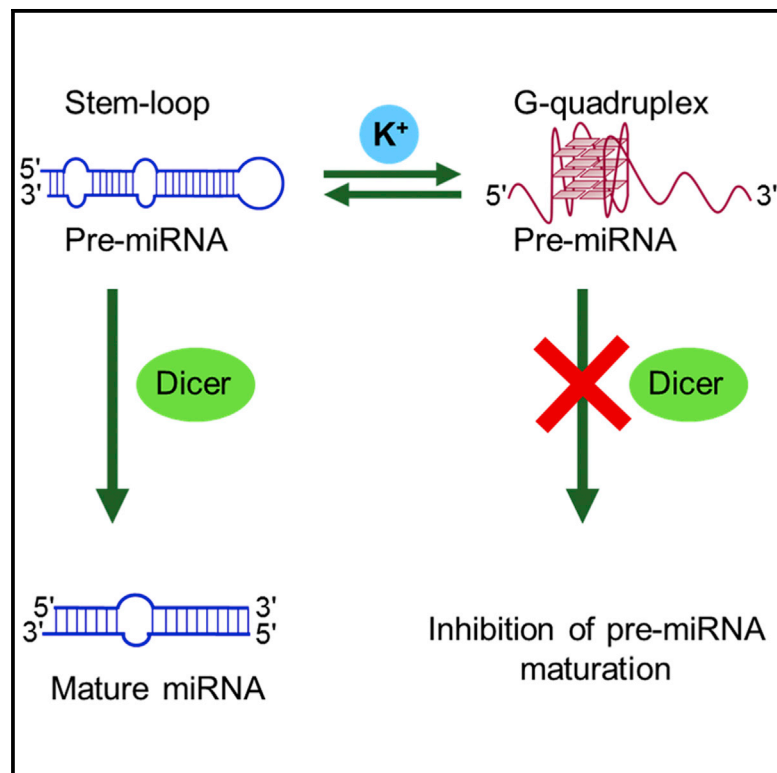 Stem-loop
K⁺
G-quadruplex
5'
3'
5'
3'
Pre-miRNA
Pre-miRNA
Dicer
Dicer
5'
3'
3'
5'
Mature miRNA
Inhibition of pre-miRNA
maturation